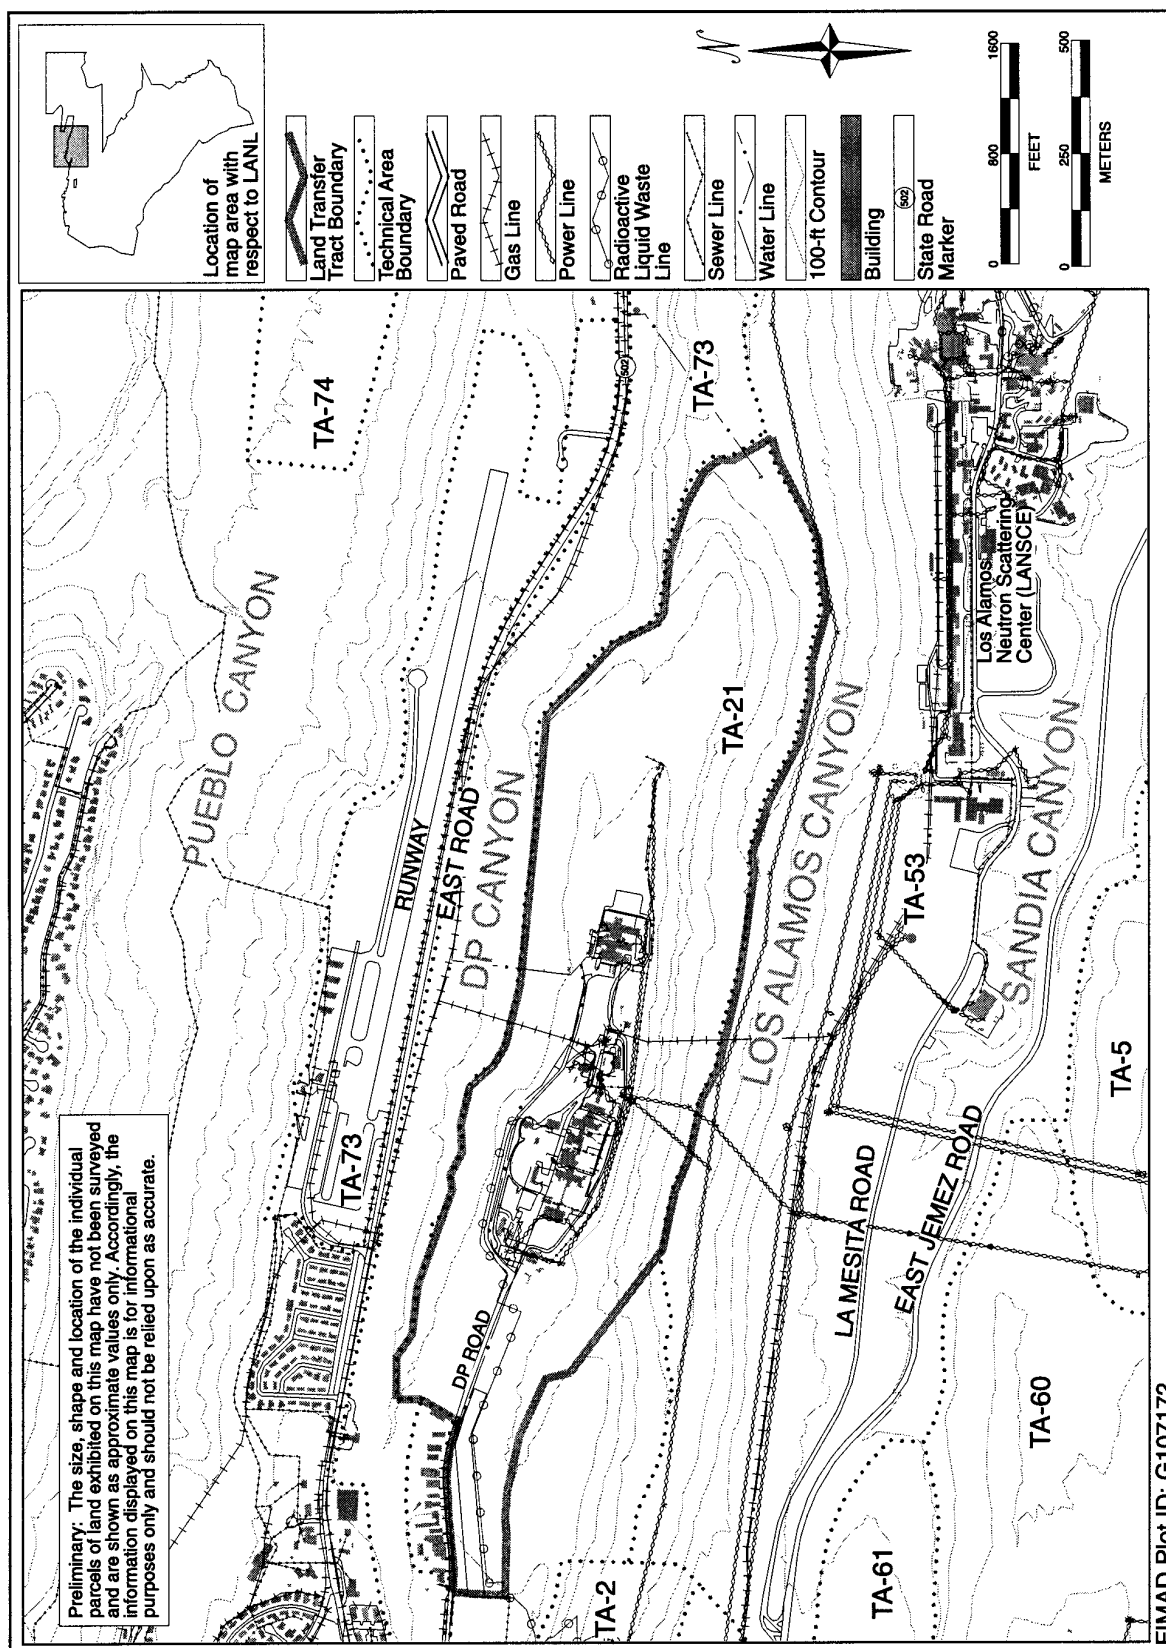 Preliminary: The size, shape and location of the individual
parcels of land exhibited on this map have not been surveyed
and are shown as approximate values only. Accordingly, the
information displayed on this map is for informational
purposes only and should not be relied upon as accurate.
PUEBLO CANYON
TA-74
TA-73
RUNWAY
EAST ROAD
502
DP CANYON
DP ROAD
TA-21
TA-73
LOS ALAMOS CANYON
TA-2
LA MESITA ROAD
TA-53
Los Alamos
Neutron Scattering
Center (LANSCE)
EAST JEMEZ ROAD
SANDIA CANYON
TA-61
TA-60
TA-5
Location of
map area with
respect to LANL
Land Transfer
Tract Boundary
Technical Area
Boundary
Paved Road
Gas Line
Power Line
Radioactive
Liquid Waste
Line
Sewer Line
Water Line
100-ft Contour
Building
502
State Road
Marker
N
0 800 1600
FEET
0 250 500
METERS
FIMAD Plot ID: G107173